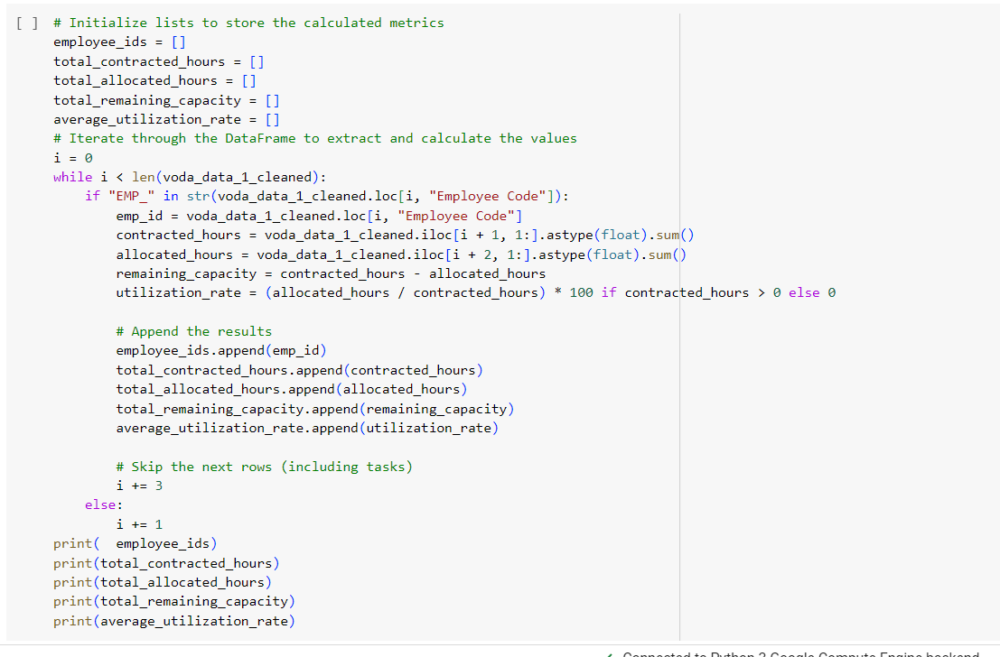 [ ] # Initialize lists to store the calculated metrics
employee_ids = []
total_contracted_hours = []
total_allocated_hours = []
total_remaining_capacity = []
average_utilization_rate = []
# Iterate through the DataFrame to extract and calculate the values
i = 0
while i < len(voda_data_1_cleaned):
    if "EMP_" in str(voda_data_1_cleaned.loc[i, "Employee Code"]):
        emp_id = voda_data_1_cleaned.loc[i, "Employee Code"]
        contracted_hours = voda_data_1_cleaned.iloc[i + 1, 1:].astype(float).sum()
        allocated_hours = voda_data_1_cleaned.iloc[i + 2, 1:].astype(float).sum()
        remaining_capacity = contracted_hours - allocated_hours
        utilization_rate = (allocated_hours / contracted_hours) * 100 if contracted_hours > 0 else 0

        # Append the results
        employee_ids.append(emp_id)
        total_contracted_hours.append(contracted_hours)
        total_allocated_hours.append(allocated_hours)
        total_remaining_capacity.append(remaining_capacity)
        average_utilization_rate.append(utilization_rate)

        # Skip the next rows (including tasks)
        i += 3
    else:
        i += 1
print(  employee_ids)
print(total_contracted_hours)
print(total_allocated_hours)
print(total_remaining_capacity)
print(average_utilization_rate)
Connected to Python 3 Google Compute Engine backend